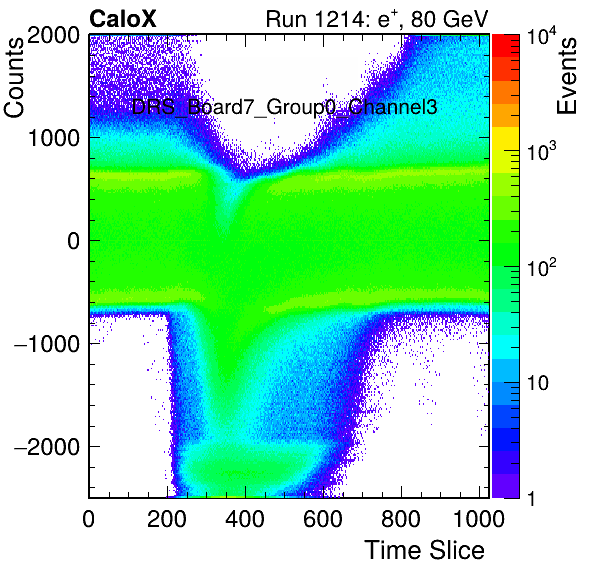 CaloX Run 1214: e⁺, 80 GeV
DRS_Board7_Group0_Channel3
Counts
2000
1000
0
−1000
−2000
0 200 400 600 800 1000
Time Slice
Events
10⁴
10³
10²
10
1